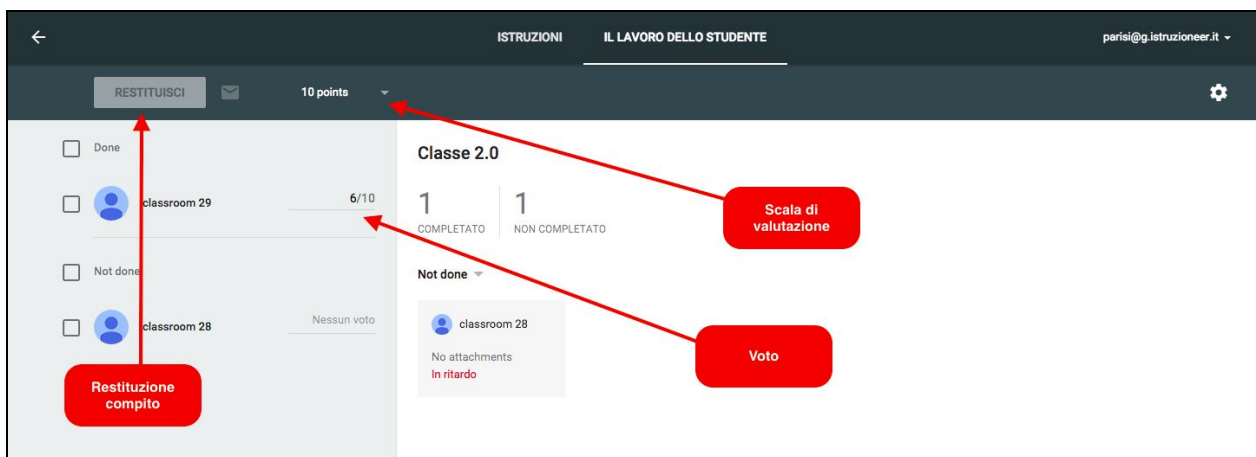 ISTRUZIONI IL LAVORO DELLO STUDENTE parisi@g.istruzioneer.it
RESTITUISCI 10 points
Done
classroom 29 6/10
Not done
classroom 28 Nessun voto
Restituzione
compito
Classe 2.0
1 1
COMPLETATO NON COMPLETATO
Not done
classroom 28
No attachments
In ritardo
Scala di
valutazione
Voto